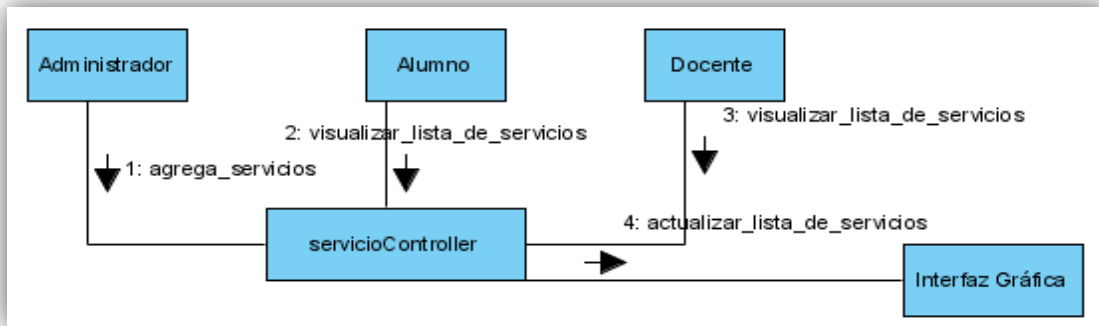 Administrador
Alumno
Docente
3: visualizar_lista_de_servicios
2: visualizar_lista_de_servicios
1: agrega_servicios
4: actualizar_lista_de_servicios
servicioController
Interfaz Gráfica